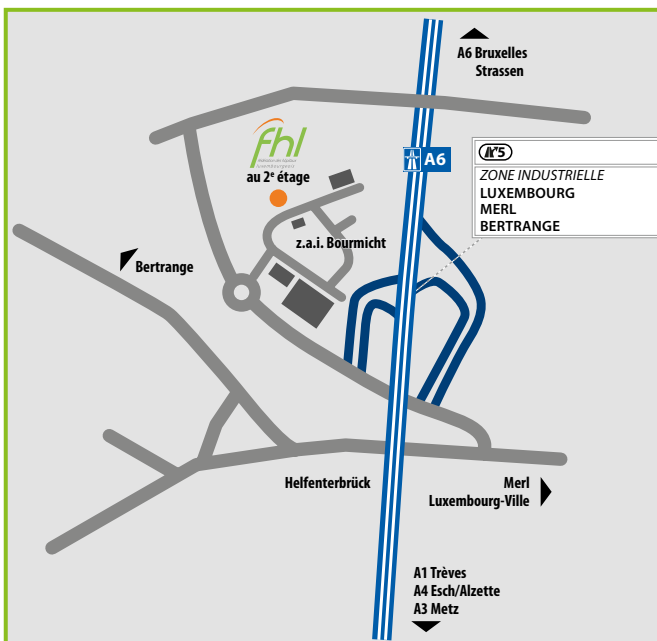 A6 Bruxelles
Strassen
fhl
au 2e étage
A6
5
ZONE INDUSTRIELLE
LUXEMBOURG
MERL
BERTRANGE
z.a.i. Bourmicht
Bertrange
Helfenterbrück
Merl
Luxembourg-Ville
A1 Trèves
A4 Esch/Alzette
A3 Metz